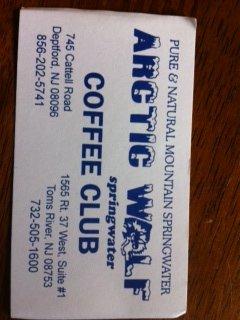 PURE & NATURAL MOUNTAIN SPRINGWATER
ARCTIC WOLF
springwater
COFFEE CLUB
745 Cattell Road
Deptford, NJ 08096
856-202-5741
1565 Rt. 37 West, Suite #1
Toms River, NJ 08753
732-505-1600